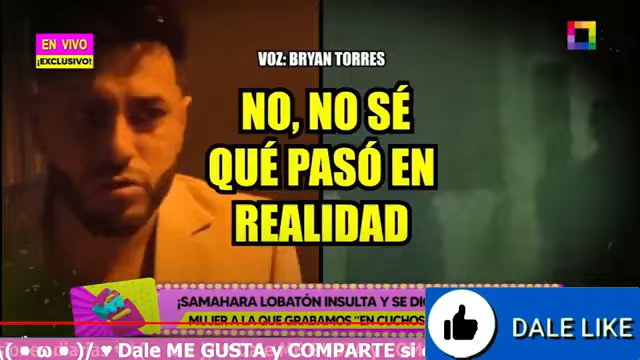 EN VIVO
¡EXCLUSIVO!
VOZ: BRYAN TORRES
NO, NO SÉ
QUÉ PASÓ EN
REALIDAD
¡SAMAHARA LOBATÓN INSULTA Y SE
MUJER A LA QUE GRABAMOS "EN
DALE LIKE
♥ Dale ME GUSTA y COMPARTE si